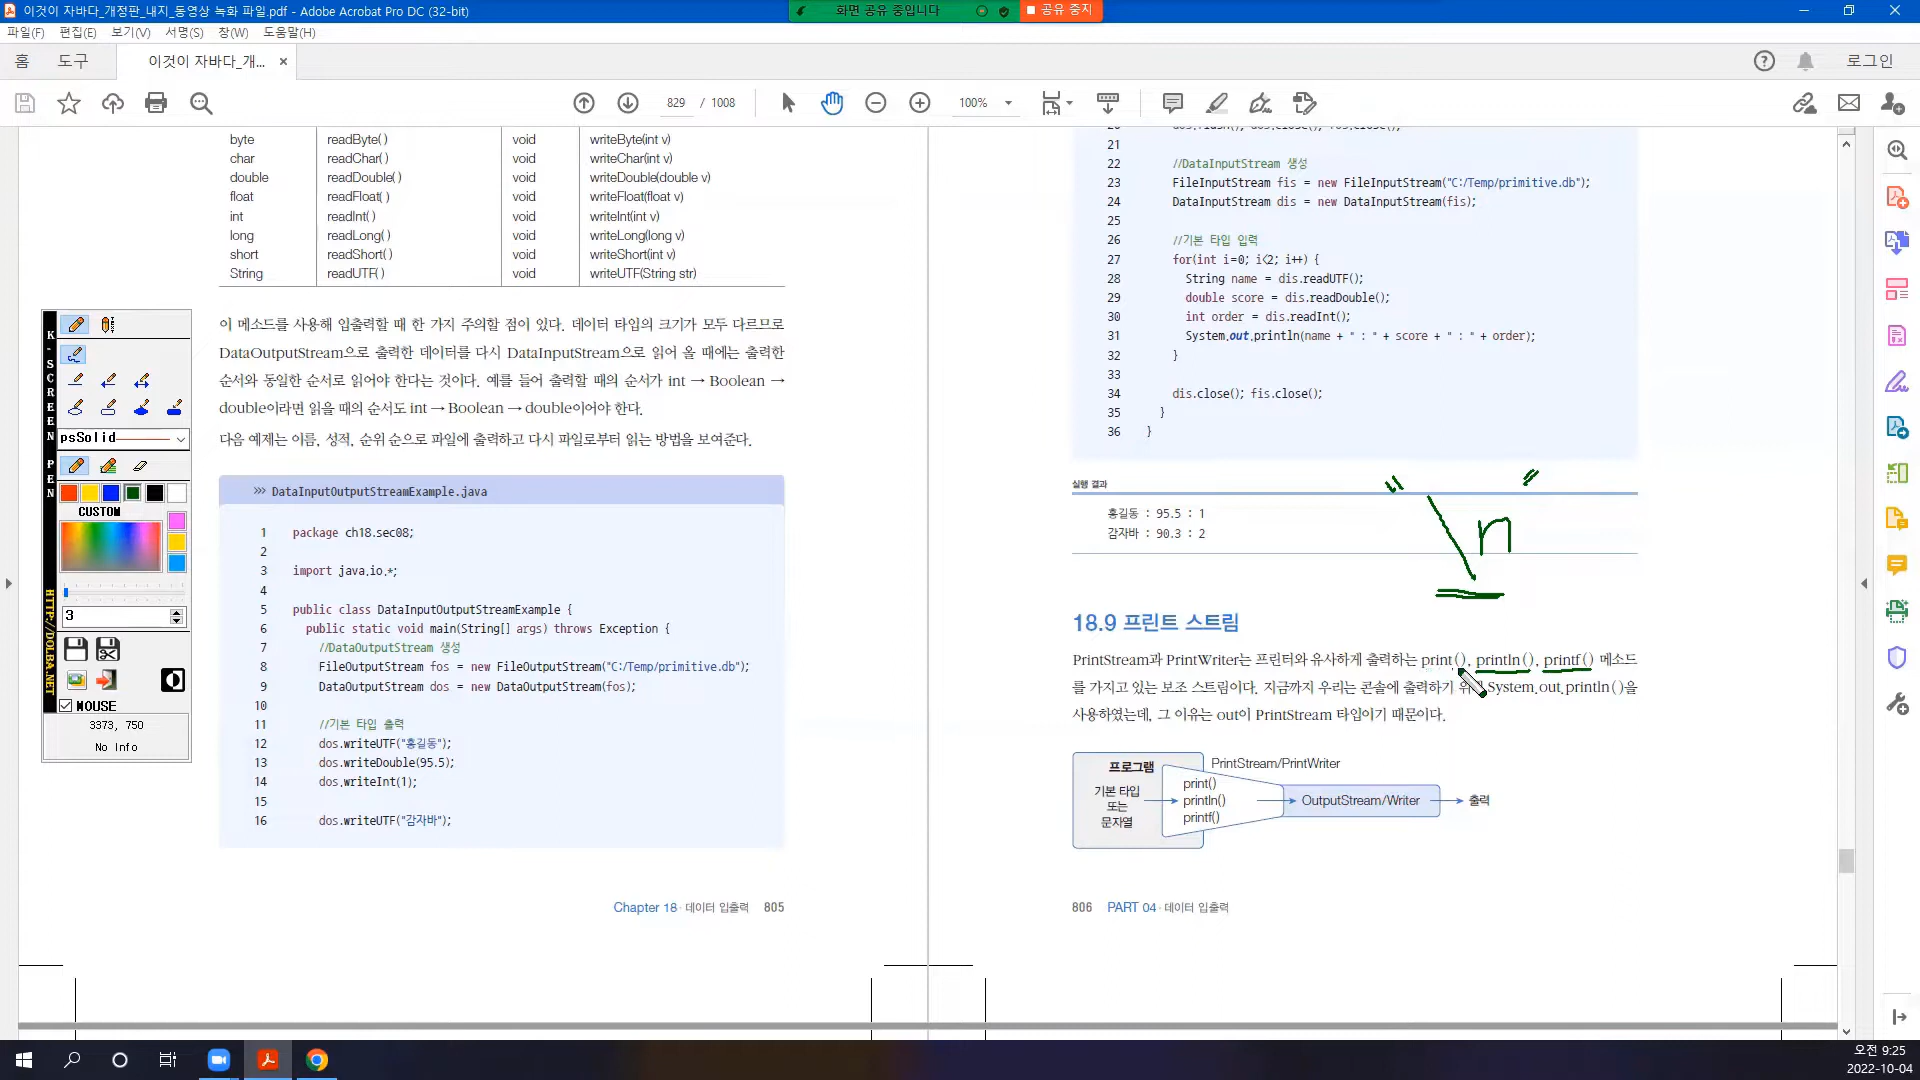 이것이 자바다_개정판_내지_동영상 녹화 파일.pdf - Adobe Acrobat Pro DC (32-bit)
화면 공유 중입니다
공유 중지
파일(F) 편집(E) 보기(V) 서명(S) 창(W) 도움말(H)
홈 도구 이것이 자바다_개... × 로그인
829 / 1008 100%
byte readByte( ) void writeByte(int v)
char readChar( ) void writeChar(int v)
double readDouble( ) void writeDouble(double v)
float readFloat( ) void writeFloat(float v)
int readInt( ) void writeInt(int v)
long readLong( ) void writeLong(long v)
short readShort( ) void writeShort(int v)
String readUTF( ) void writeUTF(String str)
이 메소드를 사용해 입출력할 때 한 가지 주의할 점이 있다. 데이터 타입의 크기가 모두 다르므로
DataOutputStream으로 출력한 데이터를 다시 DataInputStream으로 읽어 올 때에는 출력한
순서와 동일한 순서로 읽어야 한다는 것이다. 예를 들어 출력할 때의 순서가 int → Boolean →
double이라면 읽을 때의 순서도 int → Boolean → double이어야 한다.
다음 예제는 이름, 성적, 순위 순으로 파일에 출력하고 다시 파일로부터 읽는 방법을 보여준다.
>>> DataInputOutputStreamExample.java
1 package ch18.sec08;
2
3 import java.io.*;
4
5 public class DataInputOutputStreamExample {
6 public static void main(String[] args) throws Exception {
7 //DataOutputStream 생성
8 FileOutputStream fos = new FileOutputStream("C:/Temp/primitive.db");
9 DataOutputStream dos = new DataOutputStream(fos);
10
11 //기본 타입 출력
12 dos.writeUTF("홍길동");
13 dos.writeDouble(95.5);
14 dos.writeInt(1);
15
16 dos.writeUTF("감자바");
Chapter 18 · 데이터 입출력 805
21
22 //DataInputStream 생성
23 FileInputStream fis = new FileInputStream("C:/Temp/primitive.db");
24 DataInputStream dis = new DataInputStream(fis);
25
26 //기본 타입 입력
27 for(int i=0; i<2; i++) {
28 String name = dis.readUTF();
29 double score = dis.readDouble();
30 int order = dis.readInt();
31 System.out.println(name + " : " + score + " : " + order);
32 }
33
34 dis.close(); fis.close();
35 }
36 }
실행 결과
홍길동 : 95.5 : 1
감자바 : 90.3 : 2
"\n"
18.9 프린트 스트림
PrintStream과 PrintWriter는 프린터와 유사하게 출력하는 print( ), println( ), printf( ) 메소드
를 가지고 있는 보조 스트림이다. 지금까지 우리는 콘솔에 출력하기 System.out.println( )을
사용하였는데, 그 이유는 out이 PrintStream 타입이기 때문이다.
프로그램
기본 타입
또는
문자열
PrintStream/PrintWriter
print()
println()
printf()
OutputStream/Writer
출력
806 PART 04 · 데이터 입출력
K-SCREEN PEN
HTTP://DOLBA.NET
psSolid
CUSTOM
3
MOUSE
3373, 750
No Info
오전 9:25
2022-10-04